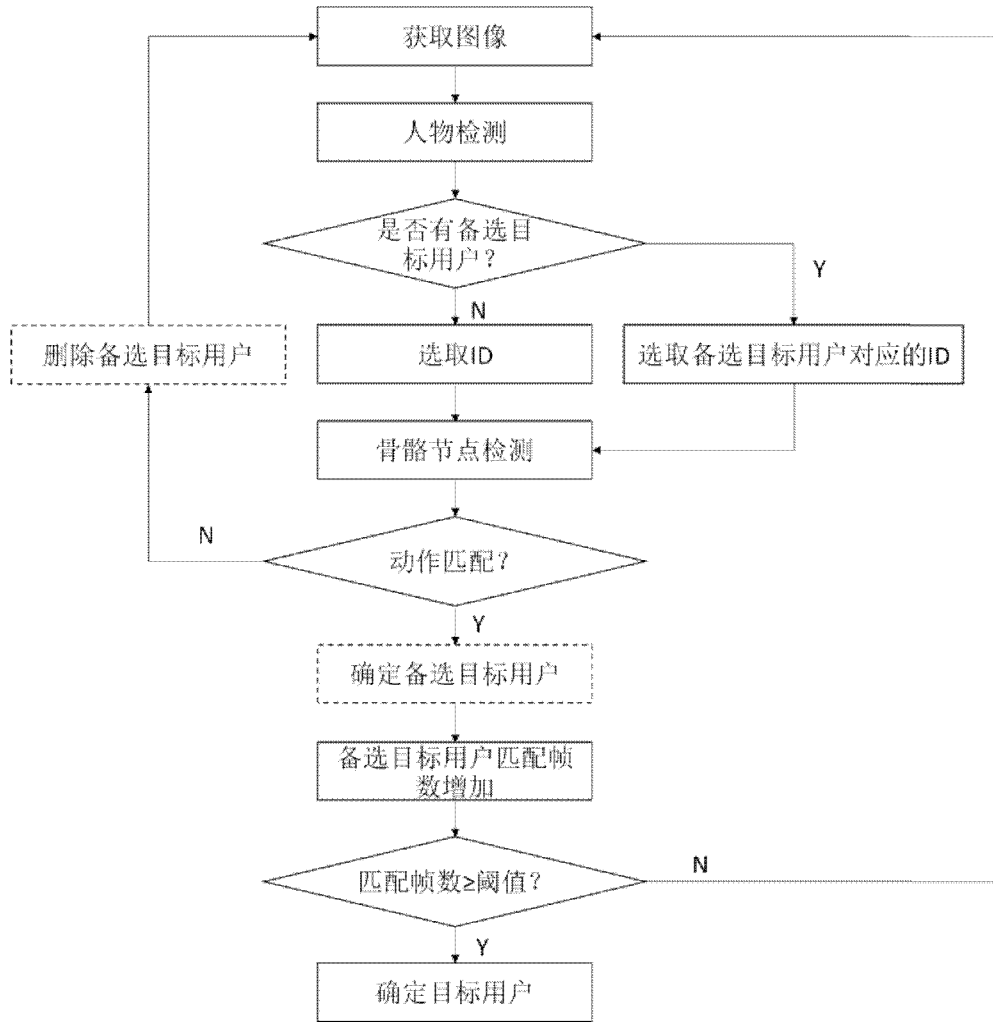 获取图像
人物检测
是否有备选目
标用户？
Y
N
删除备选目标用户
选取ID
选取备选目标用户对应的ID
骨骼节点检测
N
动作匹配？
Y
确定备选目标用户
备选目标用户匹配帧
数增加
匹配帧数≥阈值？
N
Y
确定目标用户